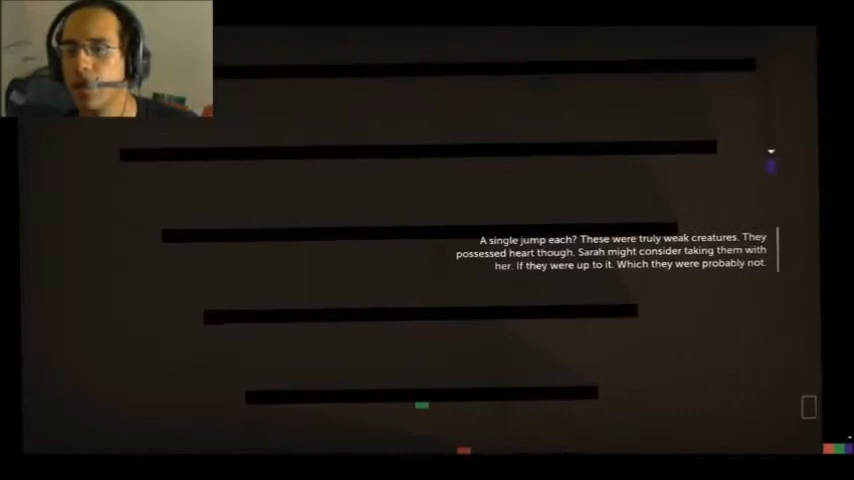 A single jump each? These were truly weak creatures. They
possessed heart though. Sarah might consider taking them with
her. If they were up to it. Which they were probably not.